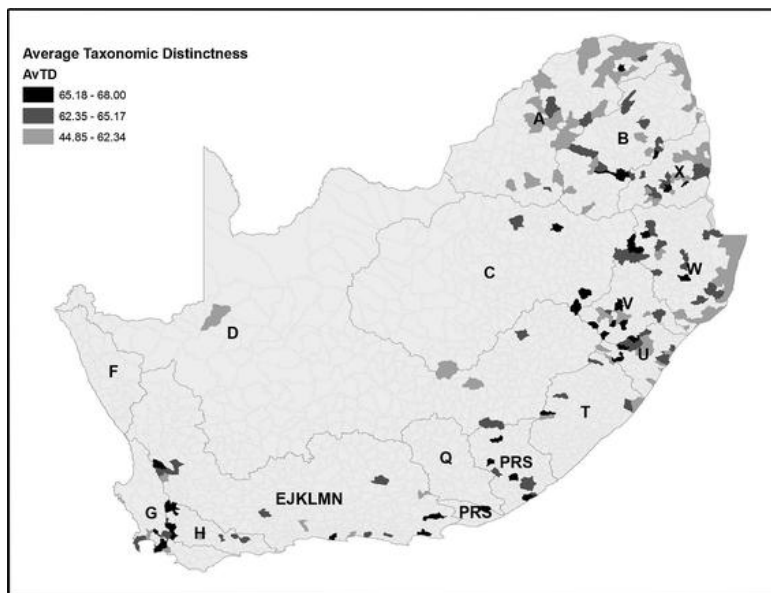 Average Taxonomic Distinctness
AvTD
65.18 - 68.00
62.35 - 65.17
44.85 - 62.34
A
B
X
C
W
V
D
U
F
T
Q
PRS
EJKLMN
G
PRS
H